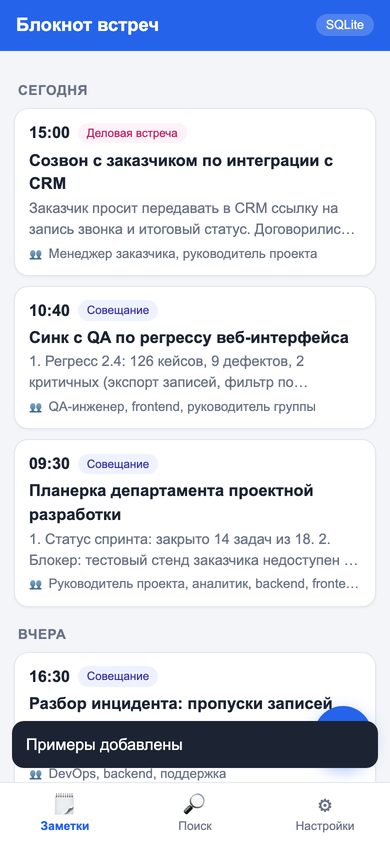 Блокнот встреч
SQLite
СЕГОДНЯ
15:00 Деловая встреча
Созвон с заказчиком по интеграции с
CRM
Заказчик просит передавать в CRM ссылку на
запись звонка и итоговый статус. Договорилис…
Менеджер заказчика, руководитель проекта
10:40 Совещание
Синк с QA по регрессу веб-интерфейса
1. Регресс 2.4: 126 кейсов, 9 дефектов, 2
критичных (экспорт записей, фильтр по…
QA-инженер, frontend, руководитель группы
09:30 Совещание
Планерка департамента проектной
разработки
1. Статус спринта: закрыто 14 задач из 18. 2.
Блокер: тестовый стенд заказчика недоступен …
Руководитель проекта, аналитик, backend, fronte…
ВЧЕРА
16:30 Совещание
Разбор инцидента: пропуски записей
Примеры добавлены
DevOps, backend, поддержка
Заметки
Поиск
Настройки